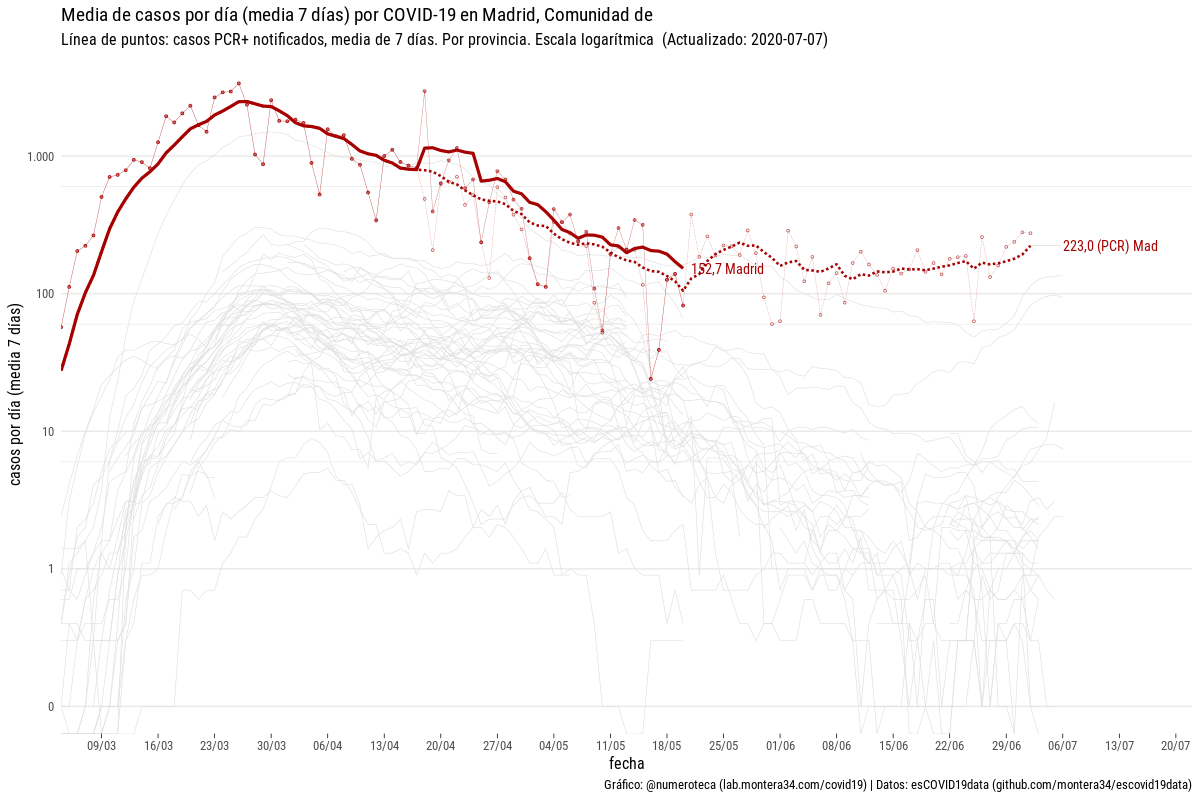 Media de casos por día (media 7 días) por COVID-19 en Madrid, Comunidad de
Línea de puntos: casos PCR+ notificados, media de 7 días. Por provincia. Escala logarítmica (Actualizado: 2020-07-07)
casos por día (media 7 días)
1.000
100
10
1
0
223,0 (PCR) Mad
152,7 Madrid
09/03 16/03 23/03 30/03 06/04 13/04 20/04 27/04 04/05 11/05 18/05 25/05 01/06 08/06 15/06 22/06 29/06 06/07 13/07 20/07
fecha
Gráfico: @numeroteca (lab.montera34.com/covid19) | Datos: esCOVID19data (github.com/montera34/escovid19data)